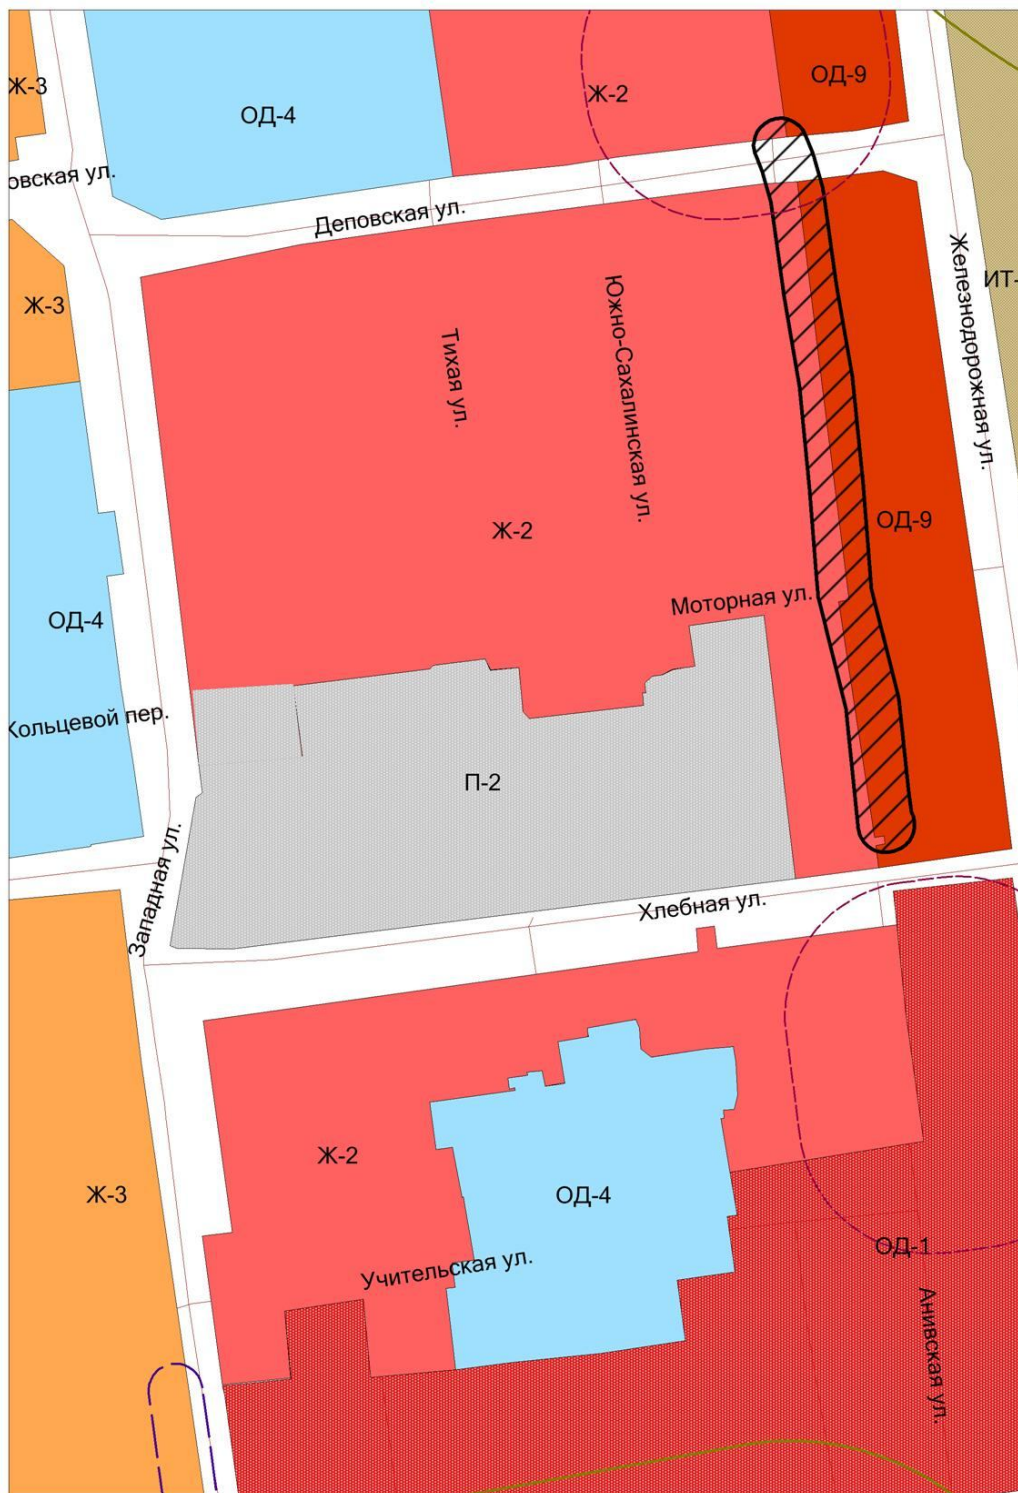 Ж-3
ОД-4
Ж-2
ОД-9
овская ул.
Деповская ул.
Железнодорожная ул.
ИТ-
Ж-3
Тихая ул.
Южно-Сахалинская ул.
Ж-2
ОД-9
Моторная ул.
ОД-4
Кольцевой пер.
П-2
Западная ул.
Хлебная ул.
Ж-2
Ж-3
ОД-4
ОД-1
Учительская ул.
Анивская ул.